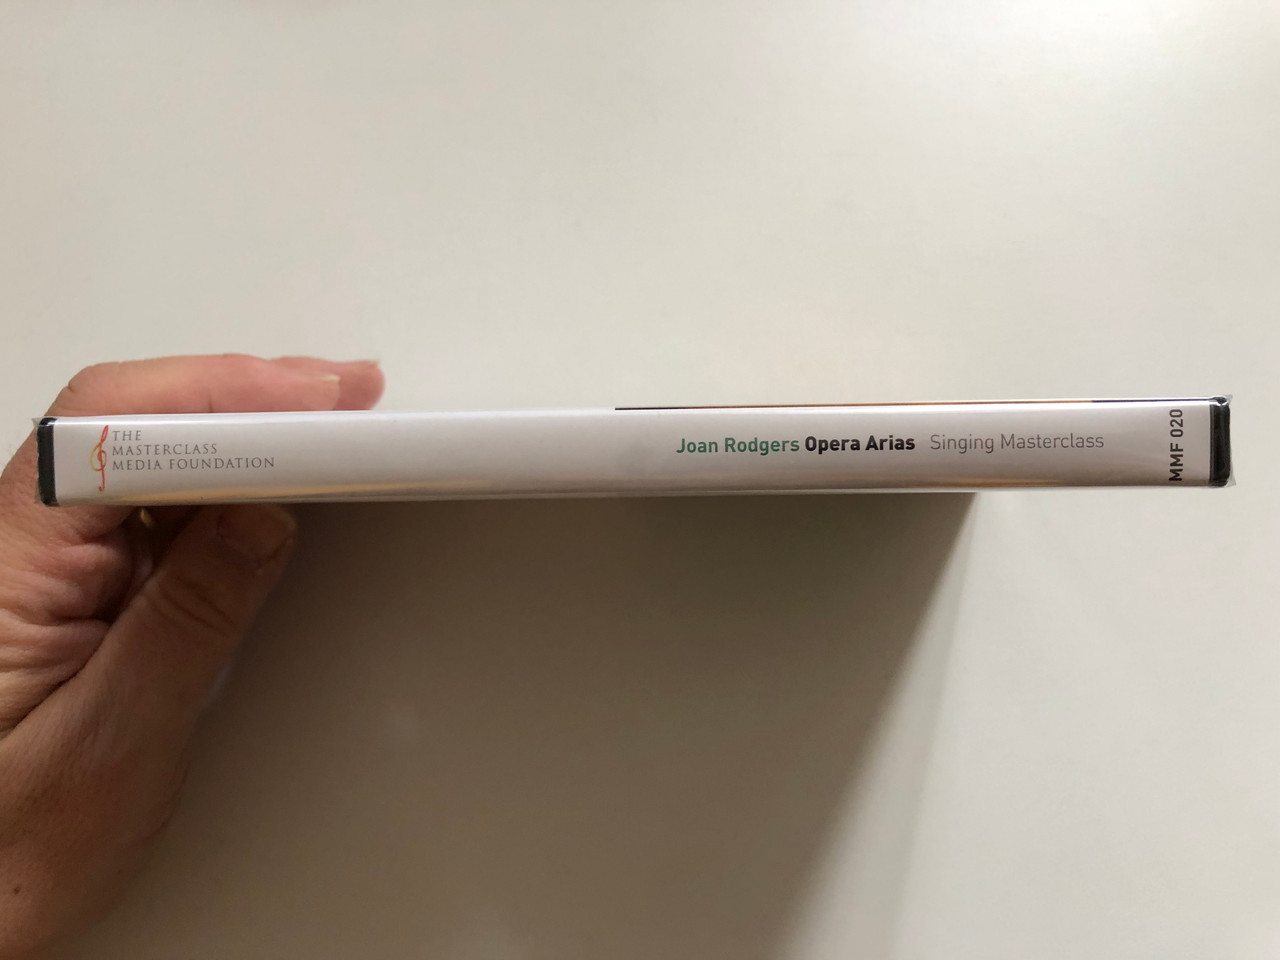 THE
MASTERCLASS
MEDIA FOUNDATION
Joan Rodgers Opera Arias Singing Masterclass
MMF 020